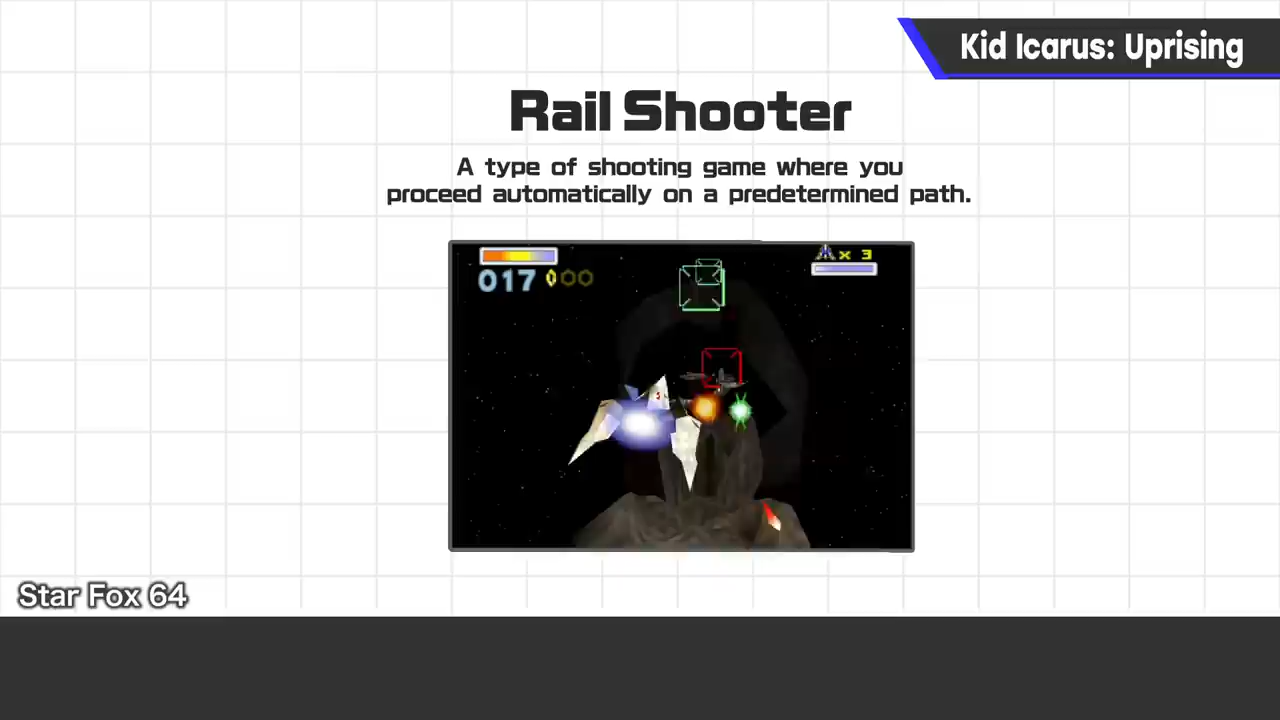 Kid Icarus: Uprising
Rail Shooter
A type of shooting game where you
proceed automatically on a predetermined path.
017
x 3
Star Fox 64